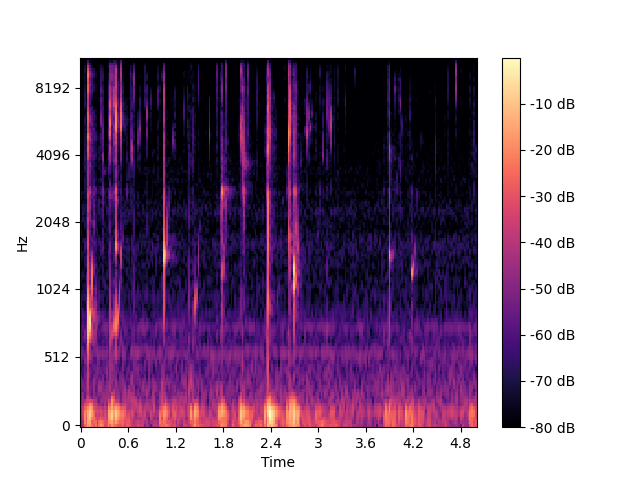 8192
4096
2048
1024
512
0
Hz
0 0.6 1.2 1.8 2.4 3 3.6 4.2 4.8
Time
-10 dB
-20 dB
-30 dB
-40 dB
-50 dB
-60 dB
-70 dB
-80 dB